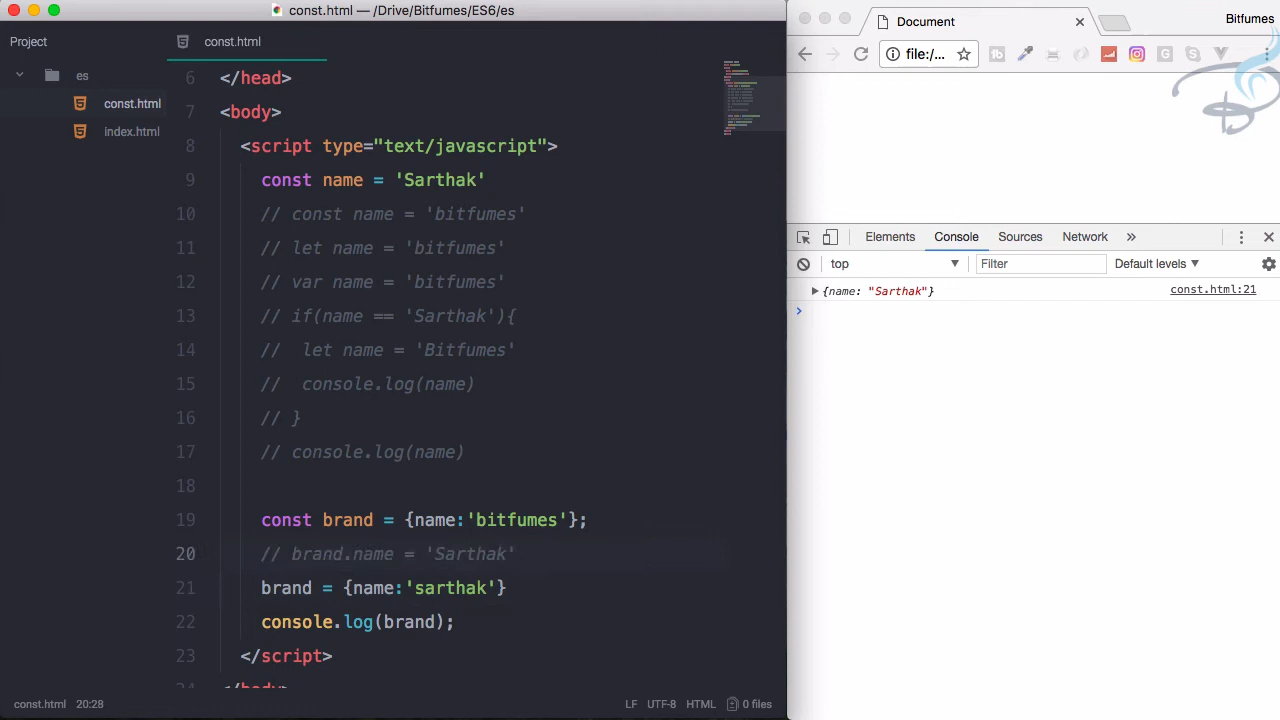 const.html — /Drive/Bitfumes/ES6/es
Project
const.html
es
const.html
index.html
6 </head>
7 <body>
8 <script type="text/javascript">
9 const name = 'Sarthak'
10 // const name = 'bitfumes'
11 // let name = 'bitfumes'
12 // var name = 'bitfumes'
13 // if(name == 'Sarthak'){
14 //  let name = 'Bitfumes'
15 //  console.log(name)
16 // }
17 // console.log(name)
18
19 const brand = {name:'bitfumes'};
20 // brand.name = 'Sarthak'
21 brand = {name:'sarthak'}
22 console.log(brand);
23 </script>
24 </body>
const.html 20:28 LF UTF-8 HTML 0 files
Document
Bitfumes
file:/...
Elements Console Sources Network »
top Filter Default levels
{name: "Sarthak"} const.html:21